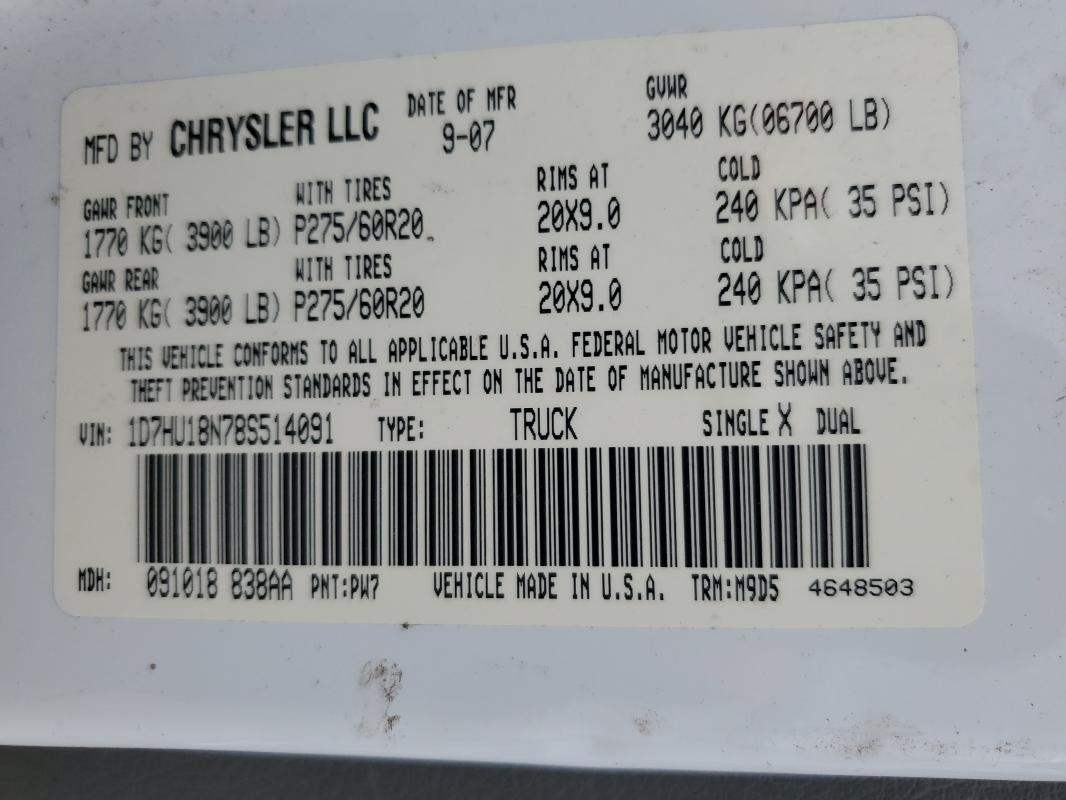 MFD BY CHRYSLER LLC DATE OF MFR GVWR
9-07 3040 KG(06700 LB)
GAWR FRONT WITH TIRES RIMS AT COLD
1770 KG( 3900 LB) P275/60R20 20X9.0 240 KPA( 35 PSI)
GAWR REAR WITH TIRES RIMS AT COLD
1770 KG( 3900 LB) P275/60R20 20X9.0 240 KPA( 35 PSI)
THIS VEHICLE CONFORMS TO ALL APPLICABLE U.S.A. FEDERAL MOTOR VEHICLE SAFETY AND
THEFT PREVENTION STANDARDS IN EFFECT ON THE DATE OF MANUFACTURE SHOWN ABOVE.
VIN: 1D7HU18N78S514091 TYPE: TRUCK SINGLE X DUAL
MDH: 091018 838AA PNT:PW7 VEHICLE MADE IN U.S.A. TRM:M9D5 4648503